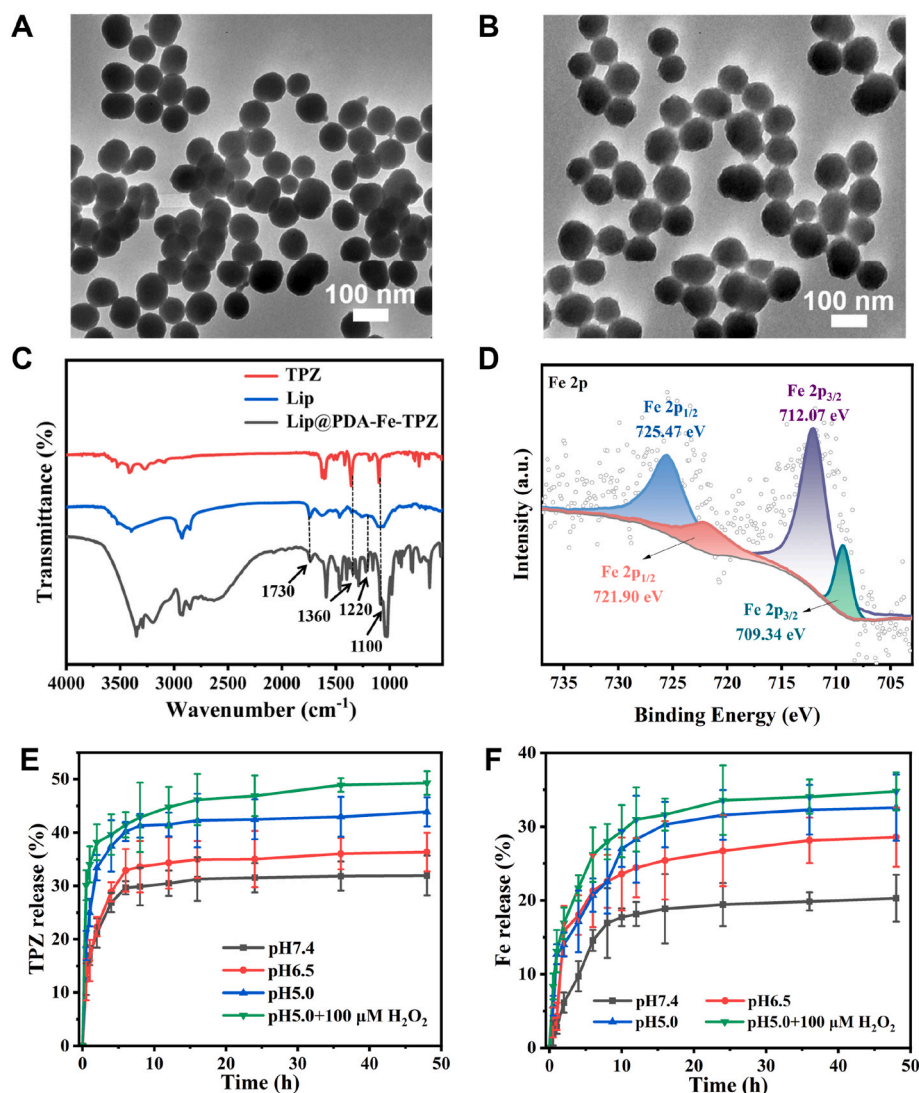 A
100 nm
B
100 nm
C
TPZ
Lip
Lip@PDA-Fe-TPZ
1730
1360
1220
1100
Transmittance (%)
4000 3500 3000 2500 2000 1500 1000
Wavenumber (cm⁻¹)
D
Fe 2p
Fe 2p₁/₂
725.47 eV
Fe 2p₃/₂
712.07 eV
Fe 2p₁/₂
721.90 eV
Fe 2p₃/₂
709.34 eV
Intensity (a.u.)
735 730 725 720 715 710 705
Binding Energy (eV)
E
50
40
30
20
10
0
TPZ release (%)
pH7.4
pH6.5
pH5.0
pH5.0+100 μM H₂O₂
0 10 20 30 40 50
Time (h)
F
40
30
20
10
0
Fe release (%)
pH7.4 pH6.5
pH5.0 pH5.0+100 μM H₂O₂
0 10 20 30 40 50
Time (h)